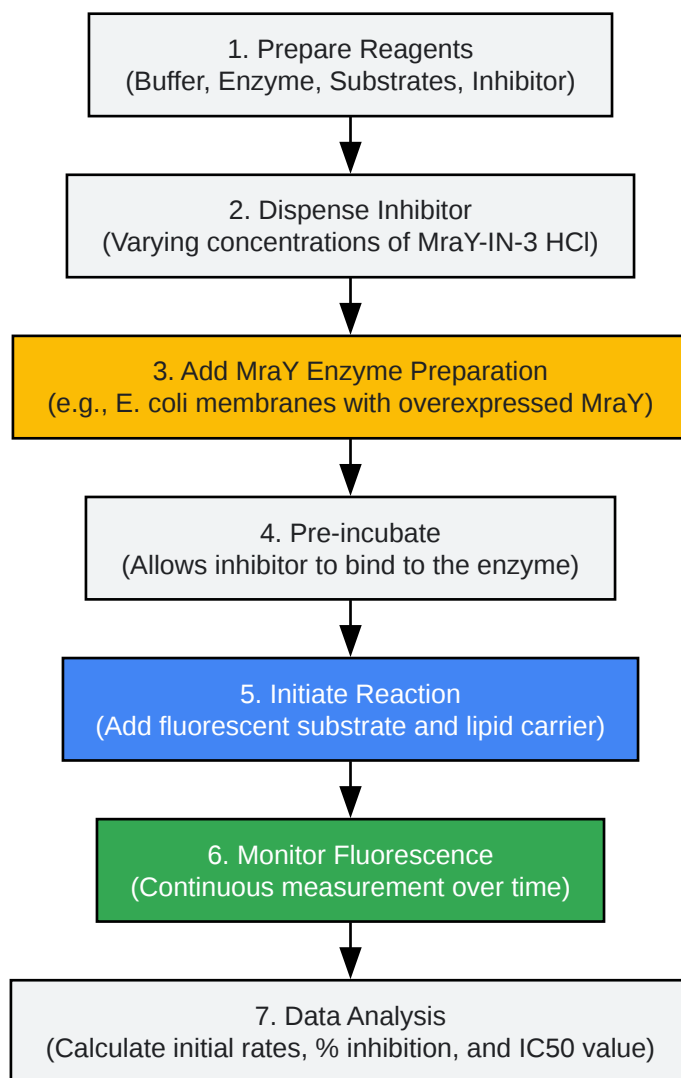 1. Prepare Reagents
(Buffer, Enzyme, Substrates, Inhibitor)
2. Dispense Inhibitor
(Varying concentrations of MraY-IN-3 HCl)
3. Add MraY Enzyme Preparation
(e.g., E. coli membranes with overexpressed MraY)
4. Pre-incubate
(Allows inhibitor to bind to the enzyme)
5. Initiate Reaction
(Add fluorescent substrate and lipid carrier)
6. Monitor Fluorescence
(Continuous measurement over time)
7. Data Analysis
(Calculate initial rates, % inhibition, and IC50 value)